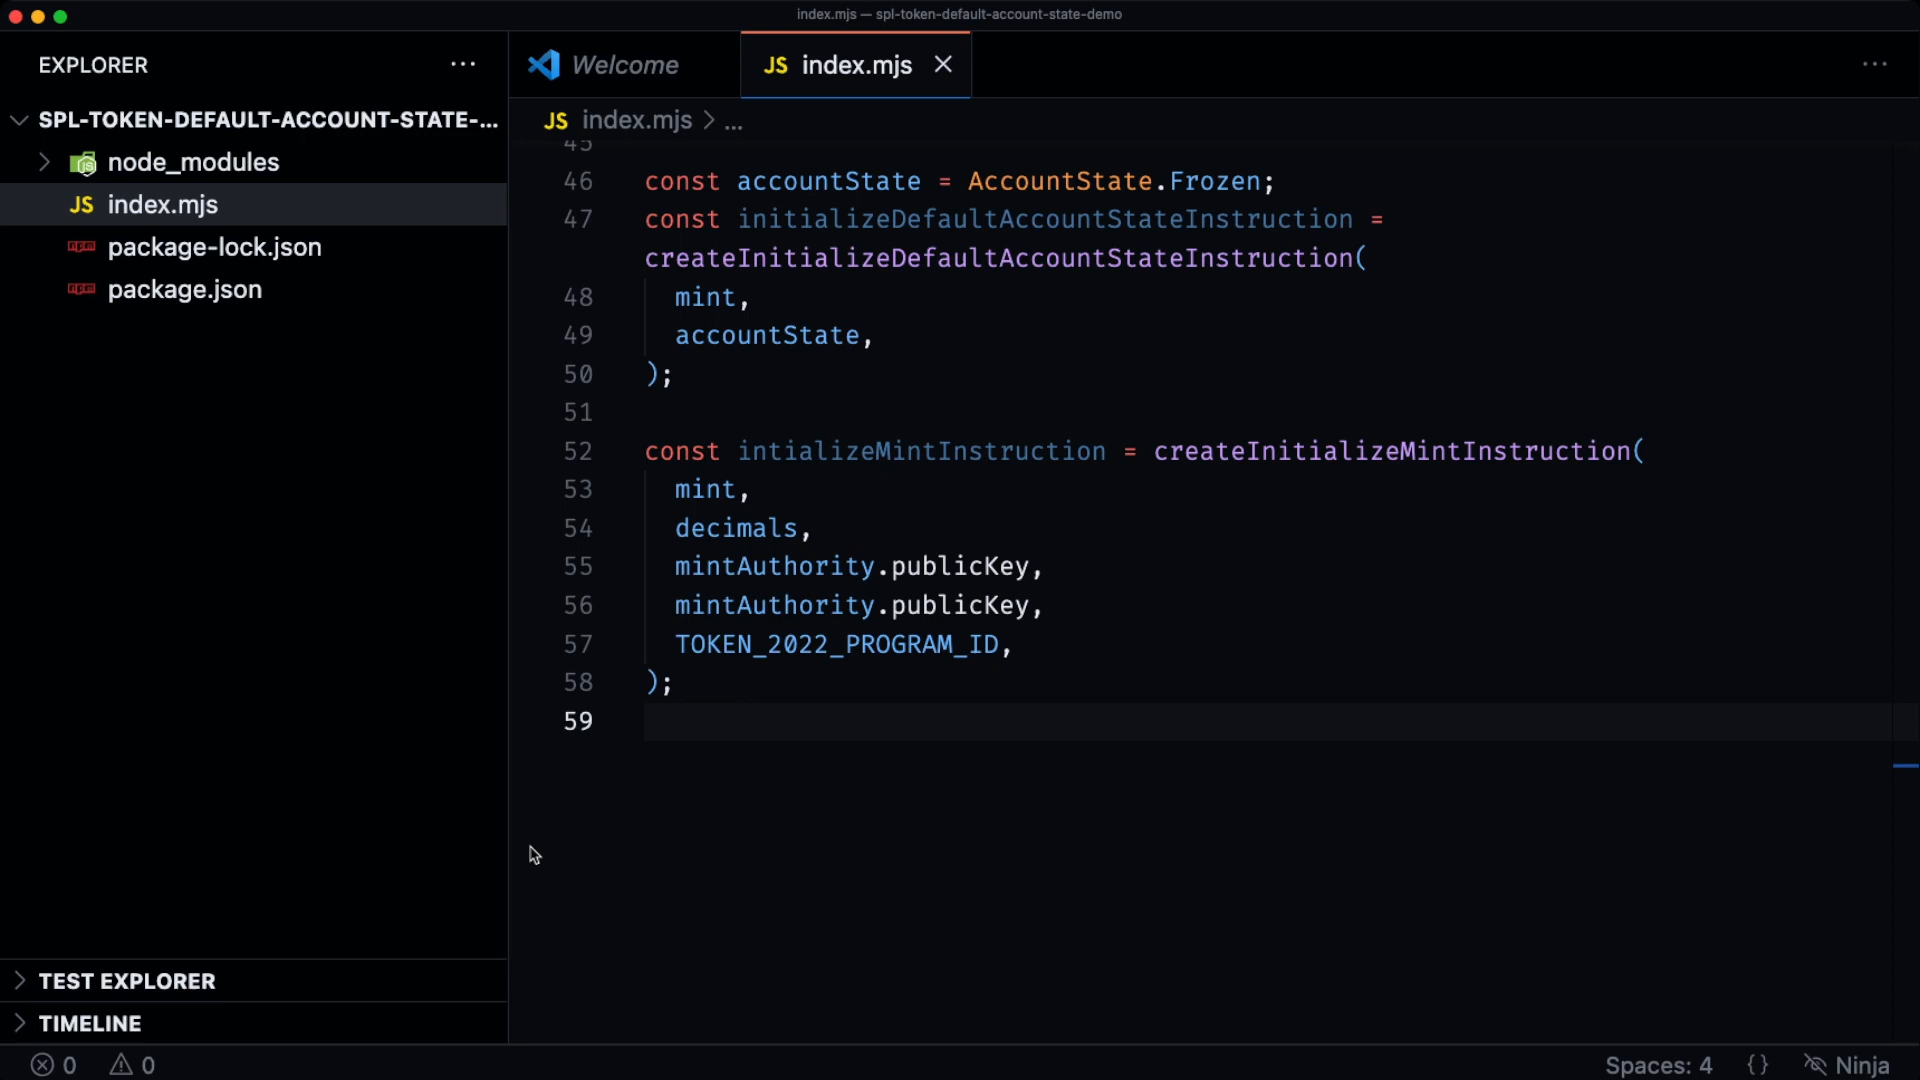 index.mjs — spl-token-default-account-state-demo
EXPLORER
SPL-TOKEN-DEFAULT-ACCOUNT-STATE-...
node_modules
JS index.mjs
package-lock.json
package.json
TEST EXPLORER
TIMELINE
Welcome
JS index.mjs
JS index.mjs > ...
45
46 const accountState = AccountState.Frozen;
47 const initializeDefaultAccountStateInstruction =
createInitializeDefaultAccountStateInstruction(
48 mint,
49 accountState,
50 );
51
52 const intializeMintInstruction = createInitializeMintInstruction(
53 mint,
54 decimals,
55 mintAuthority.publicKey,
56 mintAuthority.publicKey,
57 TOKEN_2022_PROGRAM_ID,
58 );
59
0 0 Spaces: 4 {} Ninja